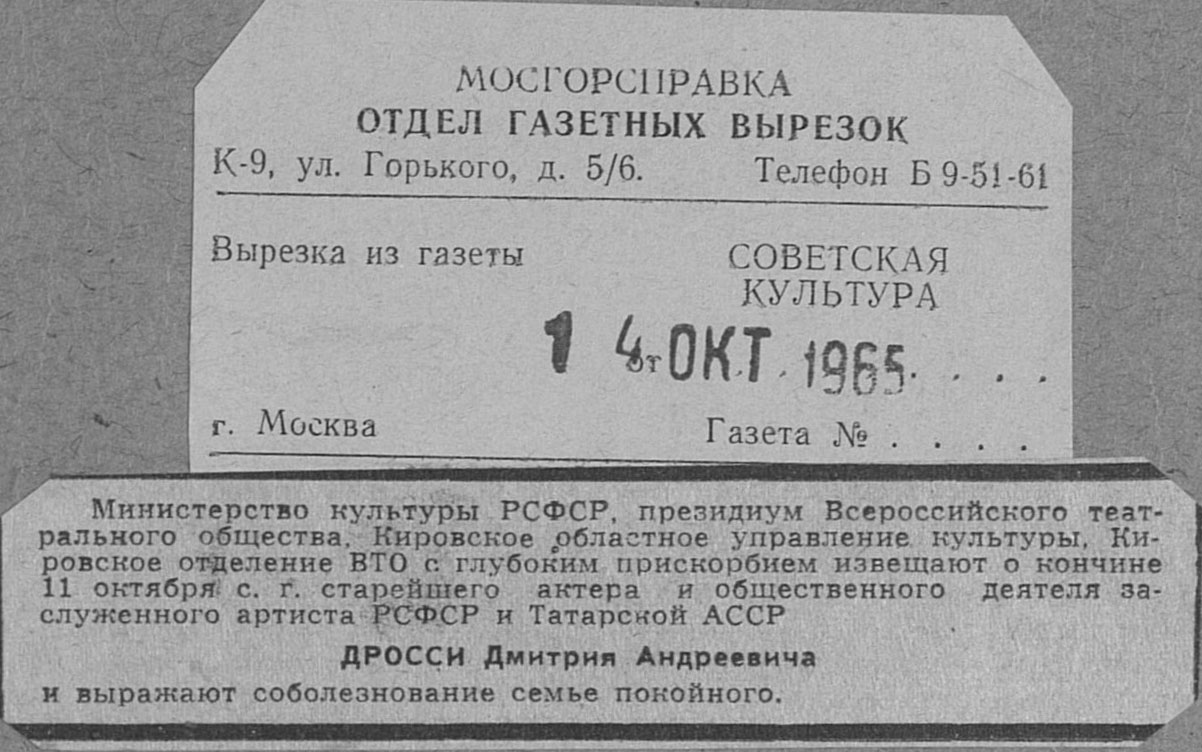 МОСГОРСПРАВКА
ОТДЕЛ ГАЗЕТНЫХ ВЫРЕЗОК
К-9, ул. Горького, д. 5/6. Телефон Б 9-51-61
Вырезка из газеты СОВЕТСКАЯ
КУЛЬТУРА
1 4 от ОКТ. 1965 . . . .
г. Москва Газета № . . . .
Министерство культуры РСФСР, президиум Всероссийского теат-
рального общества, Кировское областное управление культуры, Ки-
ровское отделение ВТО с глубоким прискорбием извещают о кончине
11 октября с. г. старейшего актера и общественного деятеля за-
служенного артиста РСФСР и Татарской АССР
ДРОССИ Дмитрия Андреевича
и выражают соболезнование семье покойного.